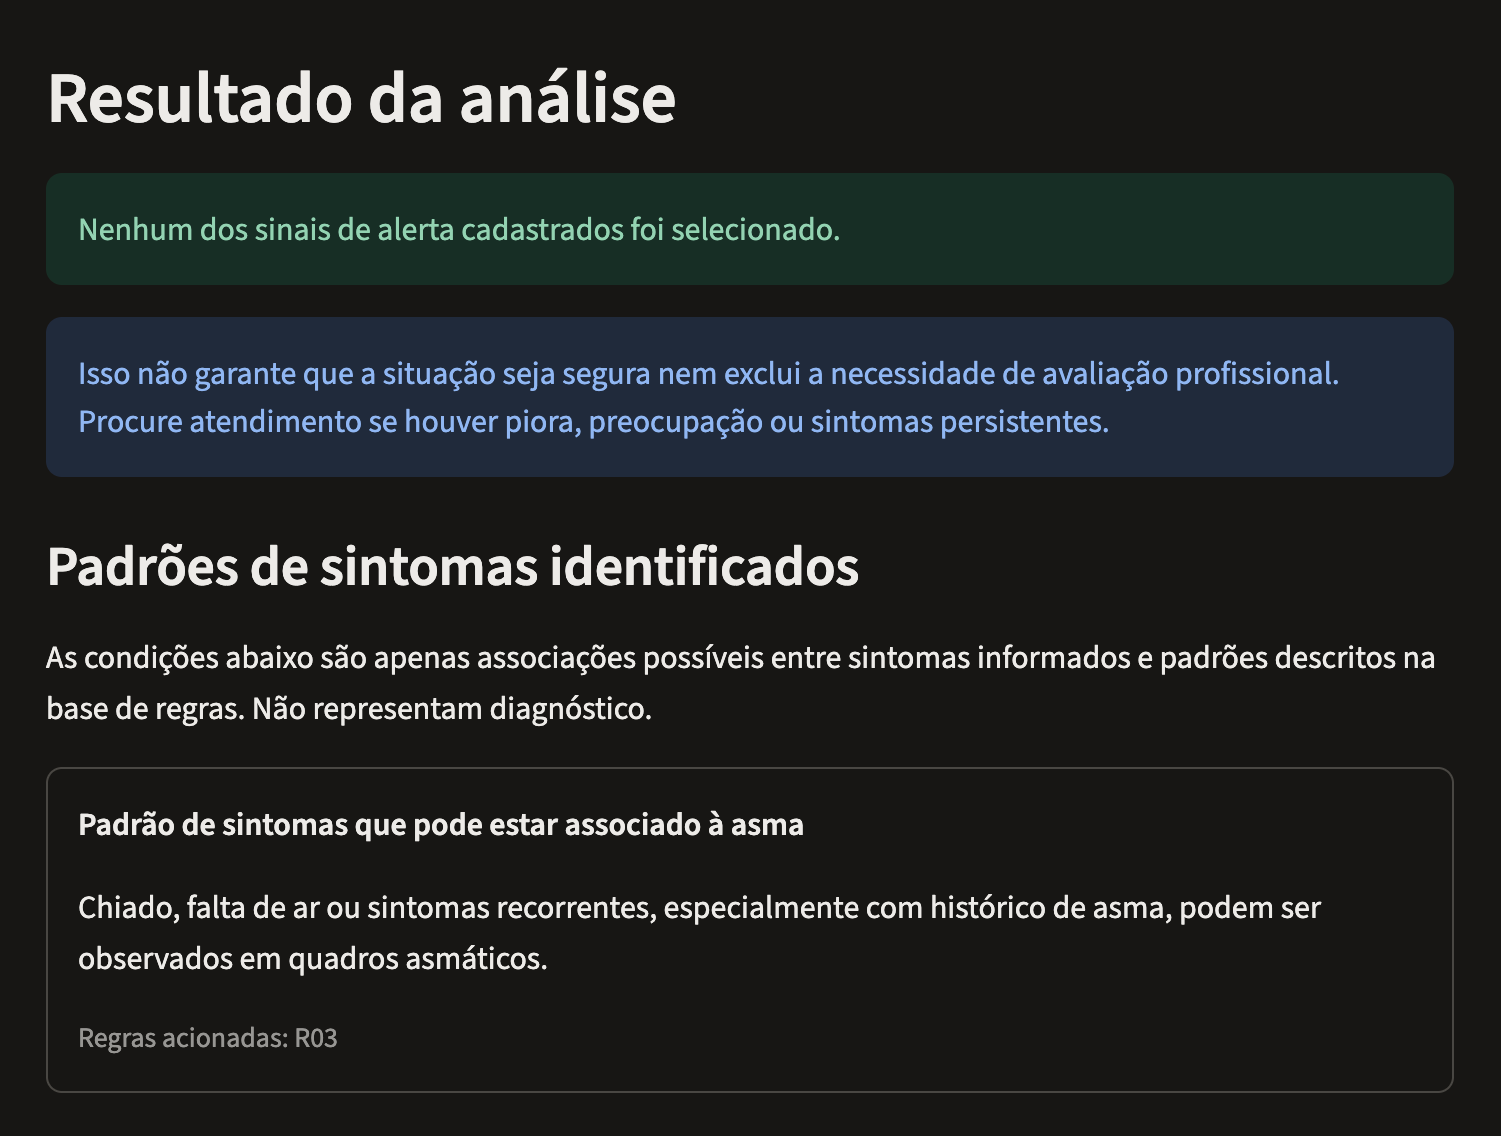 Resultado da análise
Nenhum dos sinais de alerta cadastrados foi selecionado.
Isso não garante que a situação seja segura nem exclui a necessidade de avaliação profissional.
Procure atendimento se houver piora, preocupação ou sintomas persistentes.
Padrões de sintomas identificados
As condições abaixo são apenas associações possíveis entre sintomas informados e padrões descritos na
base de regras. Não representam diagnóstico.
Padrão de sintomas que pode estar associado à asma
Chiado, falta de ar ou sintomas recorrentes, especialmente com histórico de asma, podem ser
observados em quadros asmáticos.
Regras acionadas: R03